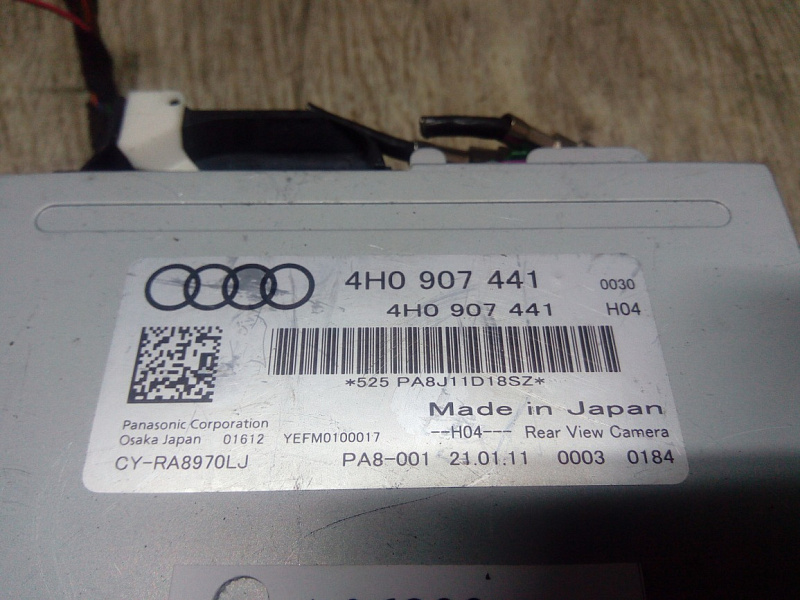 4H0 907 441 0030
4H0 907 441 H04
*525 PA8J11D18SZ*
Made in Japan
Panasonic Corporation
Osaka Japan 01612 YEFM0100017 --H04--- Rear View Camera
CY-RA8970LJ PA8-001 21.01.11 0003 0184